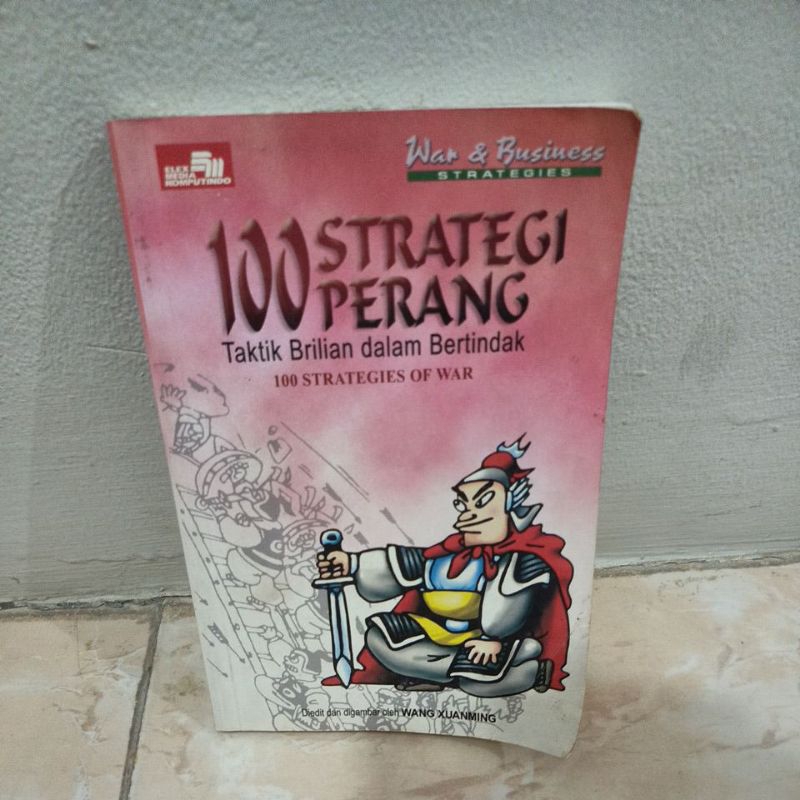 ELEX
MEDIA
KOMPUTINDO
War & Business
STRATEGIES
100 STRATEGI
PERANG
Taktik Brilian dalam Bertindak
100 STRATEGIES OF WAR
Diedit dan digambar oleh WANG XUANMING